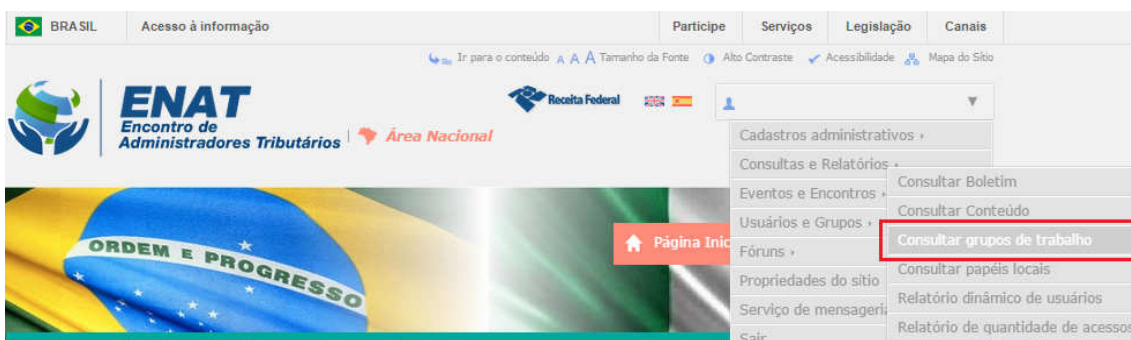 BRASIL Acesso à informação Participe Serviços Legislação Canais
Ir para o conteúdo A A A Tamanho da Fonte Alto Contraste Acessibilidade Mapa do Sítio
ENAT
Encontro de
Administradores Tributários
Área Nacional
Receita Federal
Cadastros administrativos
Consultas e Relatórios
Eventos e Encontros
Usuários e Grupos
Fóruns
Propriedades do sítio
Serviço de mensageri
Sair
Consultar Boletim
Consultar Conteúdo
Consultar grupos de trabalho
Consultar papéis locais
Relatório dinâmico de usuários
Relatório de quantidade de acessos
Página Inic
ORDEM E PROGRESSO